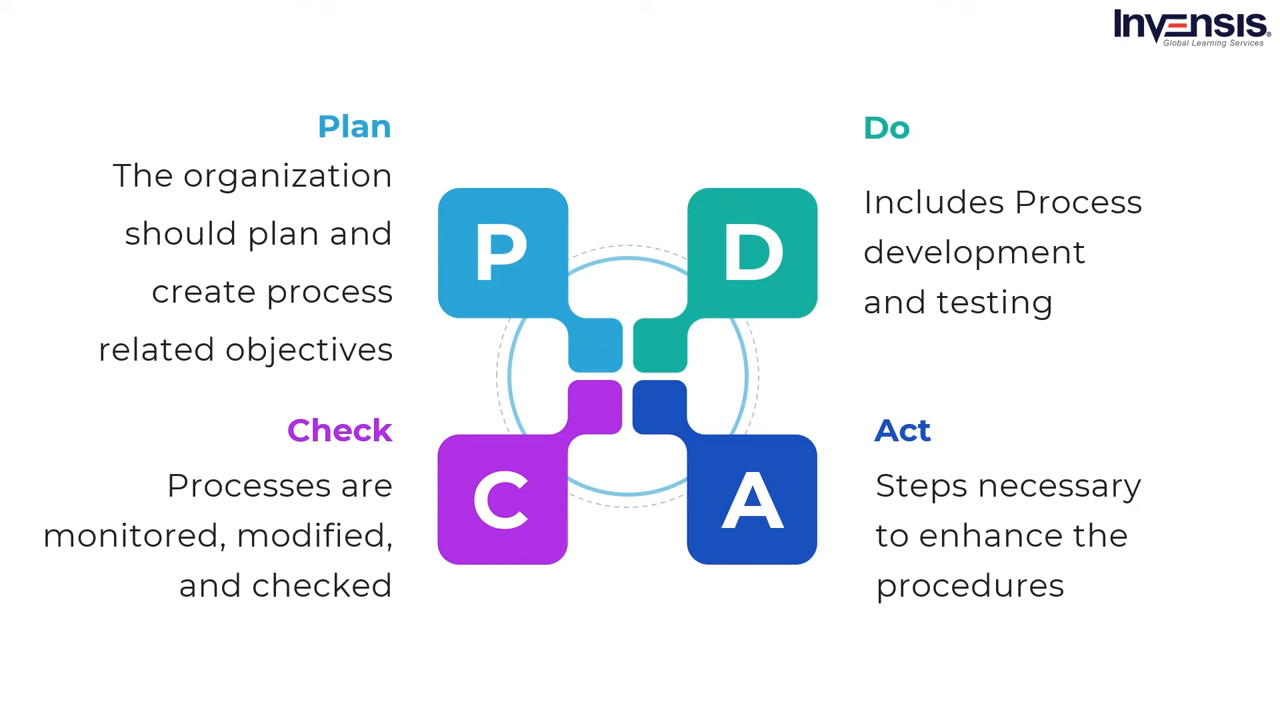 Invensis
Global Learning Services
Plan
The organization
should plan and
create process
related objectives
P
D
Do
Includes Process
development
and testing
Check
Processes are
monitored, modified,
and checked
C
A
Act
Steps necessary
to enhance the
procedures